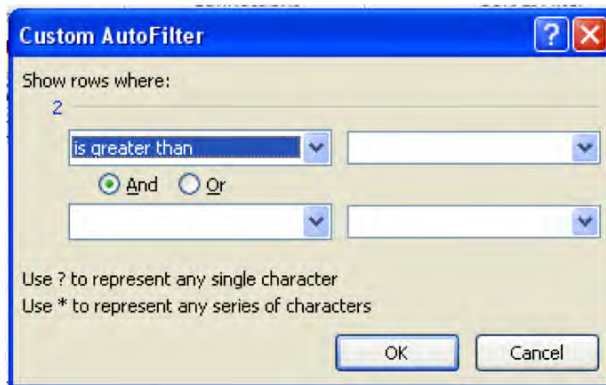 Custom AutoFilter
Show rows where:
2
is greater than
And Or
Use ? to represent any single character
Use * to represent any series of characters
OK Cancel